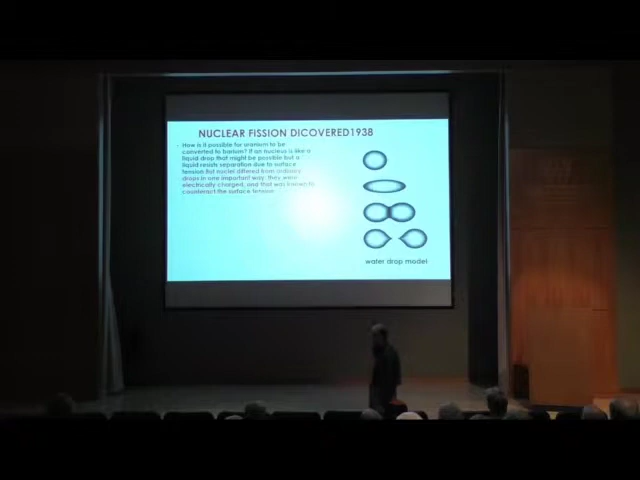 NUCLEAR FISSION DICOVERED1938
How is it possible for uranium to be
converted to barium? If an nucleus is like a
liquid drop that might be possible but a
liquid resists separation due to surface
tension But nuclei differed from ordinary
drops in one important way: they were
electrically charged, and that was known to
counteract the surface tension
water drop model